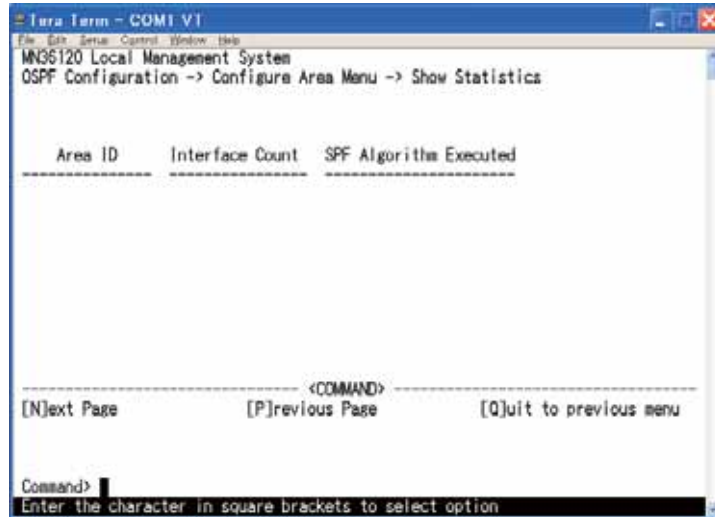 Tera Term - COM1 VT
File Edit Setup Control Window Help
MN36120 Local Management System
OSPF Configuration -> Configure Area Menu -> Show Statistics
Area ID Interface Count SPF Algorithm Executed
--------------- ---------------- ----------------------
<COMMAND>
[N]ext Page [P]revious Page [Q]uit to previous menu
Command>
Enter the character in square brackets to select option